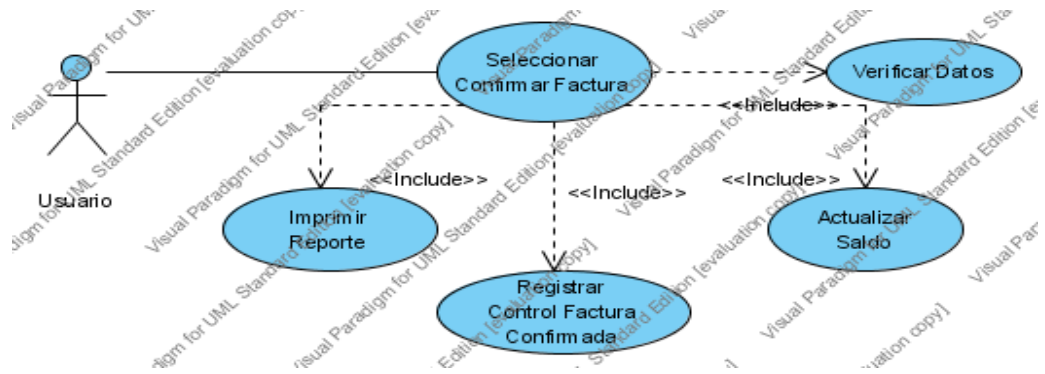 Seleccionar
Confirmar Factura
Verificar Datos
<<Include>>
Usuario
<<Include>>
<<Include>>
<<Include>>
Imprimir
Reporte
Actualizar
Saldo
Registrar
Control Factura
Confirmada
Visual Paradigm for UML Standard Edition [evaluation copy]